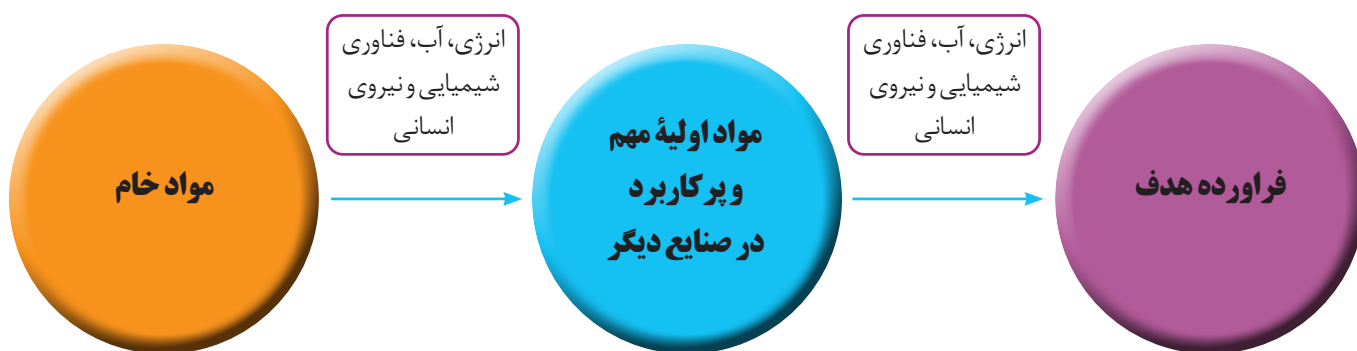 مواد خام
انرژی، آب، فناوری
شیمیایی و نیروی
انسانی
مواد اولیۀ مهم
و پرکاربرد
در صنایع دیگر
انرژی، آب، فناوری
شیمیایی و نیروی
انسانی
فراورده هدف